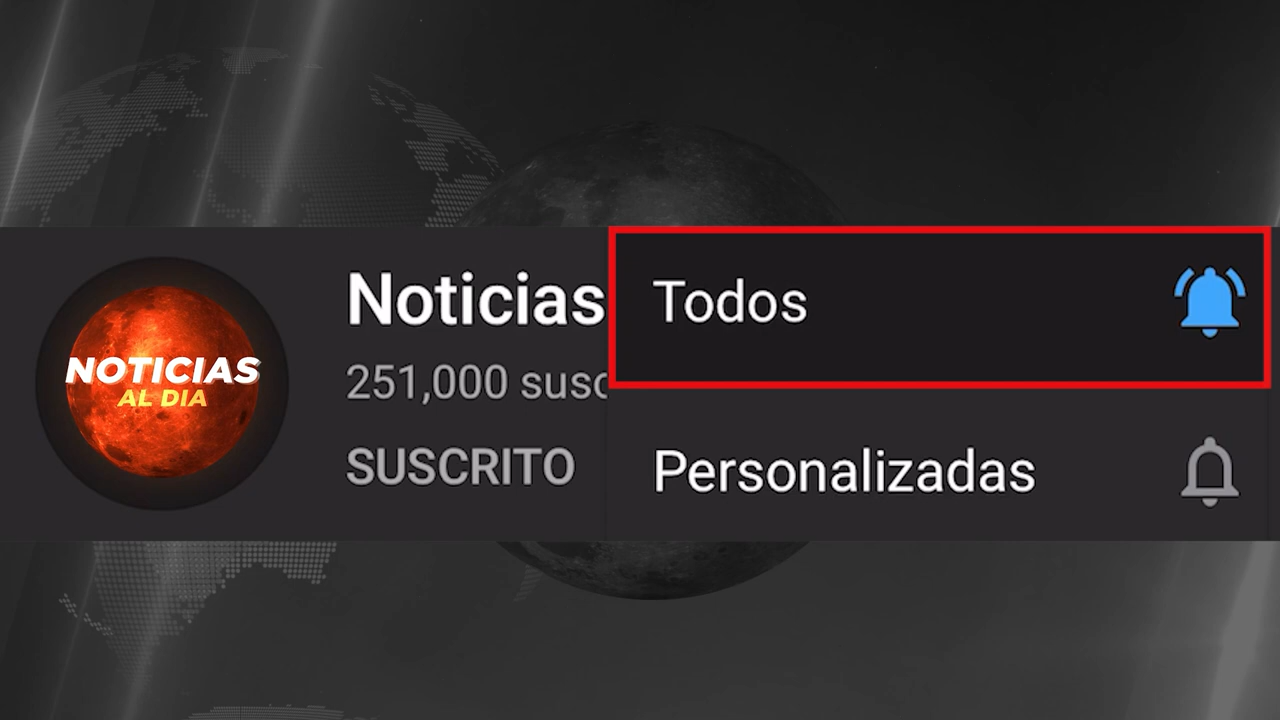 NOTICIAS
AL DIA
Noticias
251,000 susc
SUSCRITO
Todos
Personalizadas